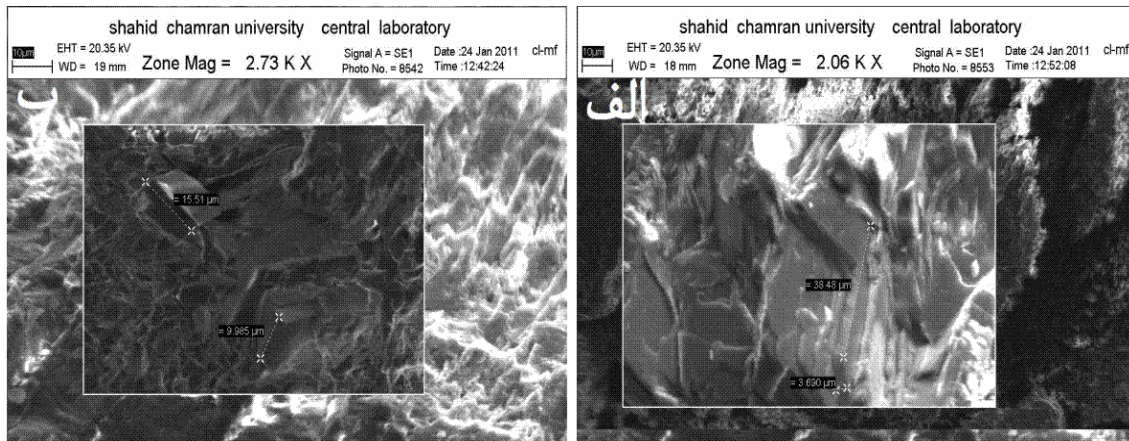 shahid chamran university central laboratory
10µm
EHT = 20.35 kV
WD = 19 mm
Zone Mag = 2.73 K X
Signal A = SE1
Photo No. = 8542
Date :24 Jan 2011
Time :12:42:24
cl-mf
ب
= 15.51 µm
= 9.985 µm
shahid chamran university central laboratory
10µm
EHT = 20.35 kV
WD = 18 mm
Zone Mag = 2.06 K X
Signal A = SE1
Photo No. = 8553
Date :24 Jan 2011
Time :12:52:08
cl-mf
الف
= 38.48 µm
= 3.690 µm